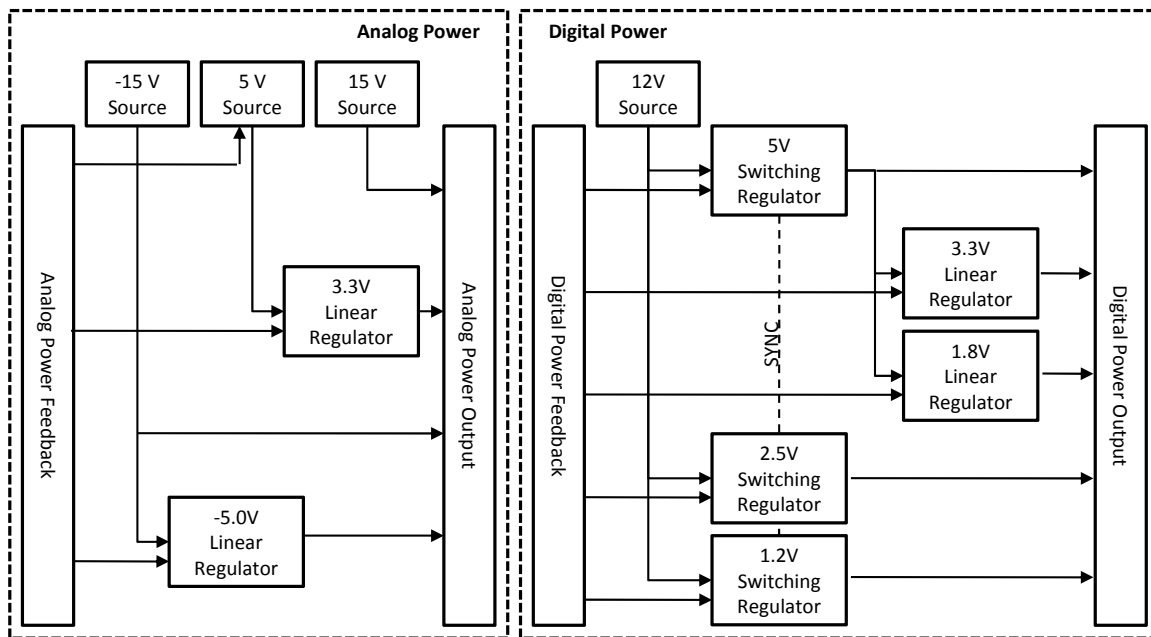 Analog Power
-15 V
Source
5 V
Source
15 V
Source
Analog Power Feedback
3.3V
Linear
Regulator
-5.0V
Linear
Regulator
Analog Power Output
Digital Power
12V
Source
Digital Power Feedback
5V
Switching
Regulator
3.3V
Linear
Regulator
SYNC
1.8V
Linear
Regulator
2.5V
Switching
Regulator
1.2V
Switching
Regulator
Digital Power Output